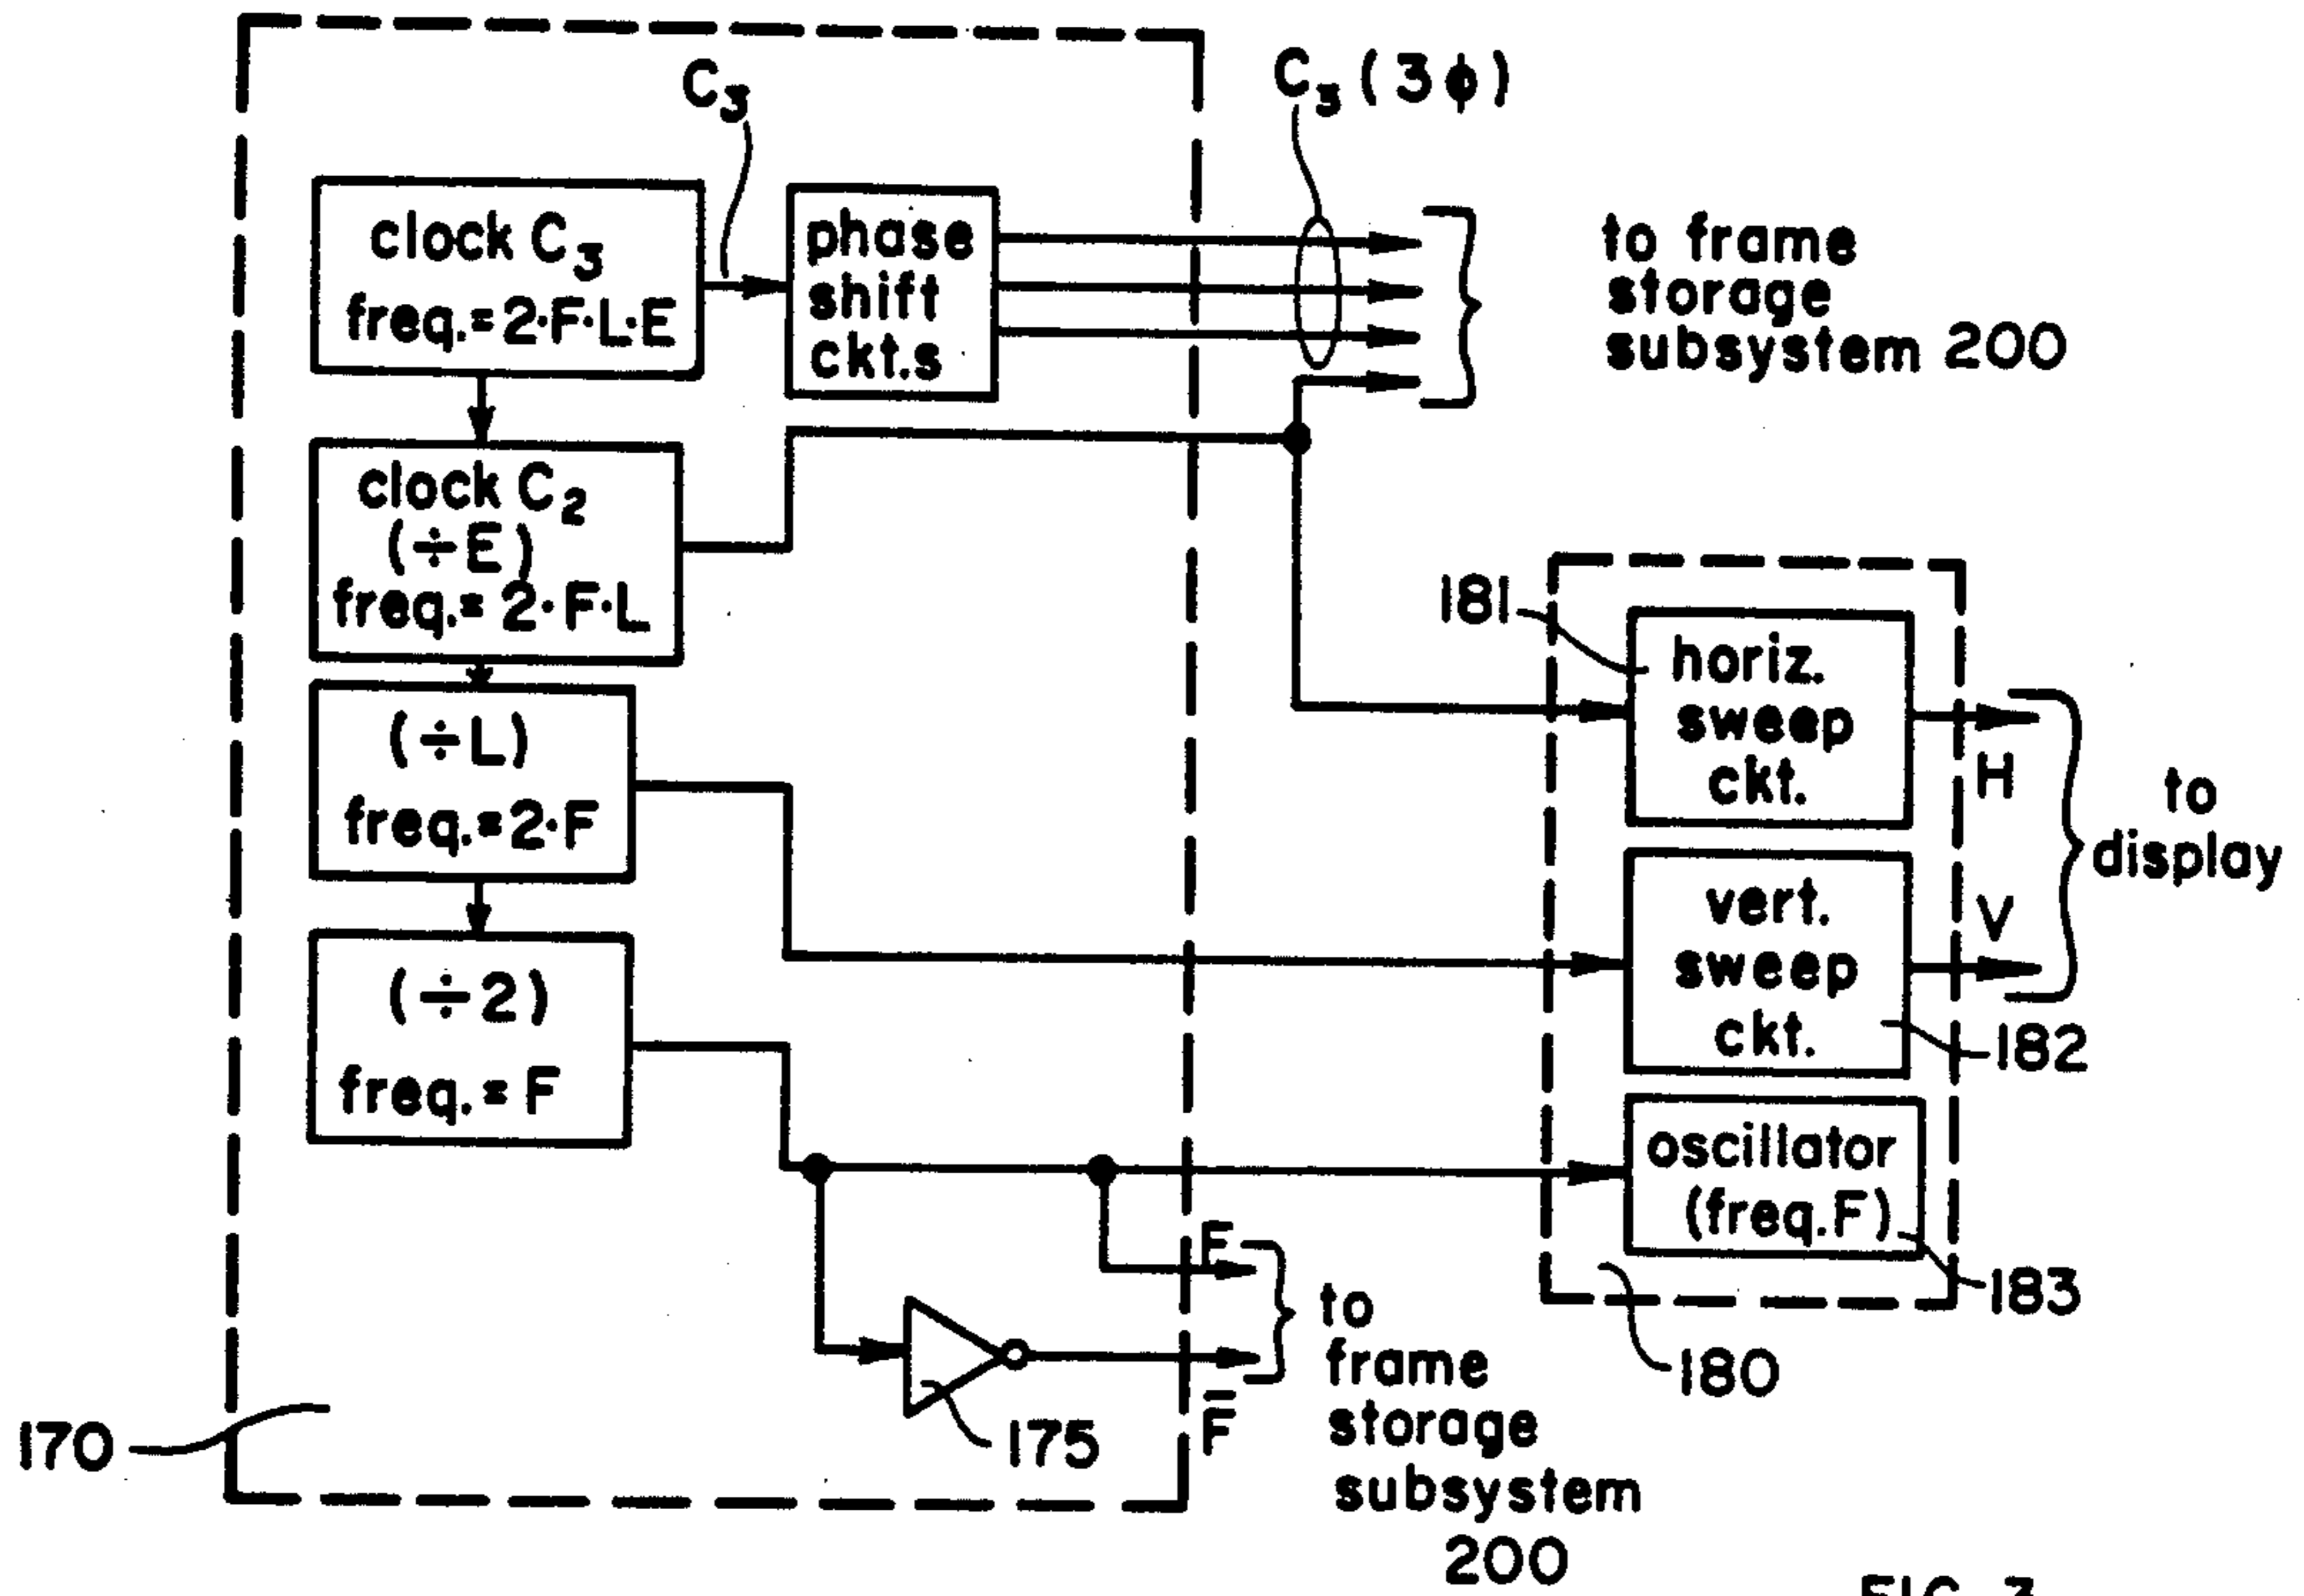 C3
C3 (3φ)
clock C3
freq.=2·F·L·E
phase
shift
ckt.s
to frame
storage
subsystem 200
clock C2
(÷E)
freq.=2·F·L
(÷L)
freq.=2·F
(÷2)
freq.=F
181
horiz.
sweep
ckt.
H
vert.
sweep
ckt.
V
182
to
display
oscillator
(freq.F)
183
180
F
F̅
to
frame
storage
subsystem
200
175
170
FIG. 3